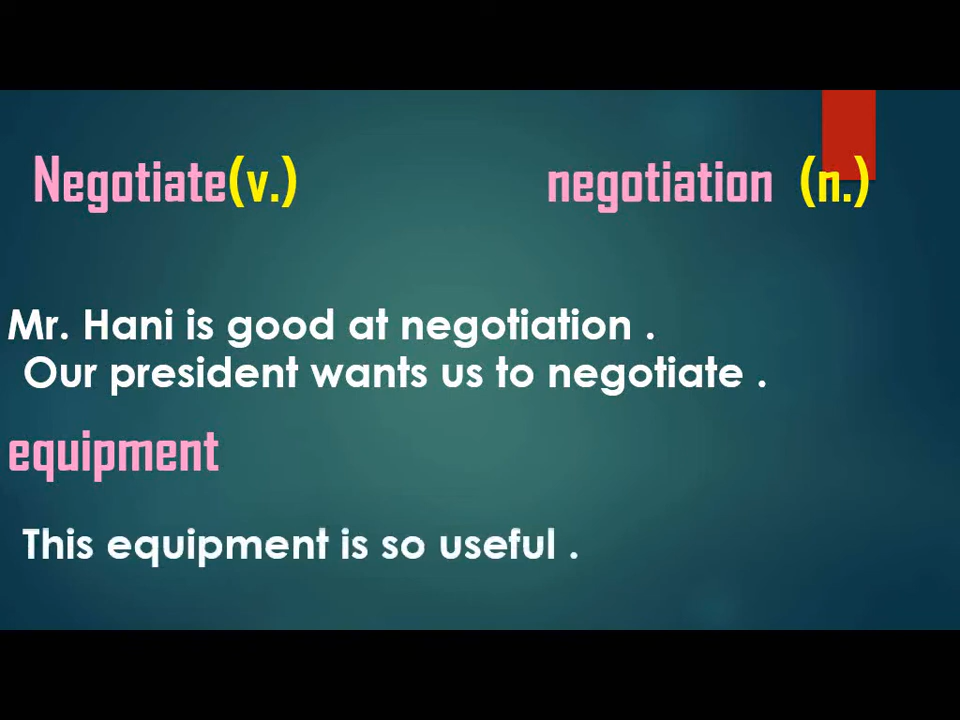 Negotiate(v.) negotiation (n.)
Mr. Hani is good at negotiation .
Our president wants us to negotiate .
equipment
This equipment is so useful .